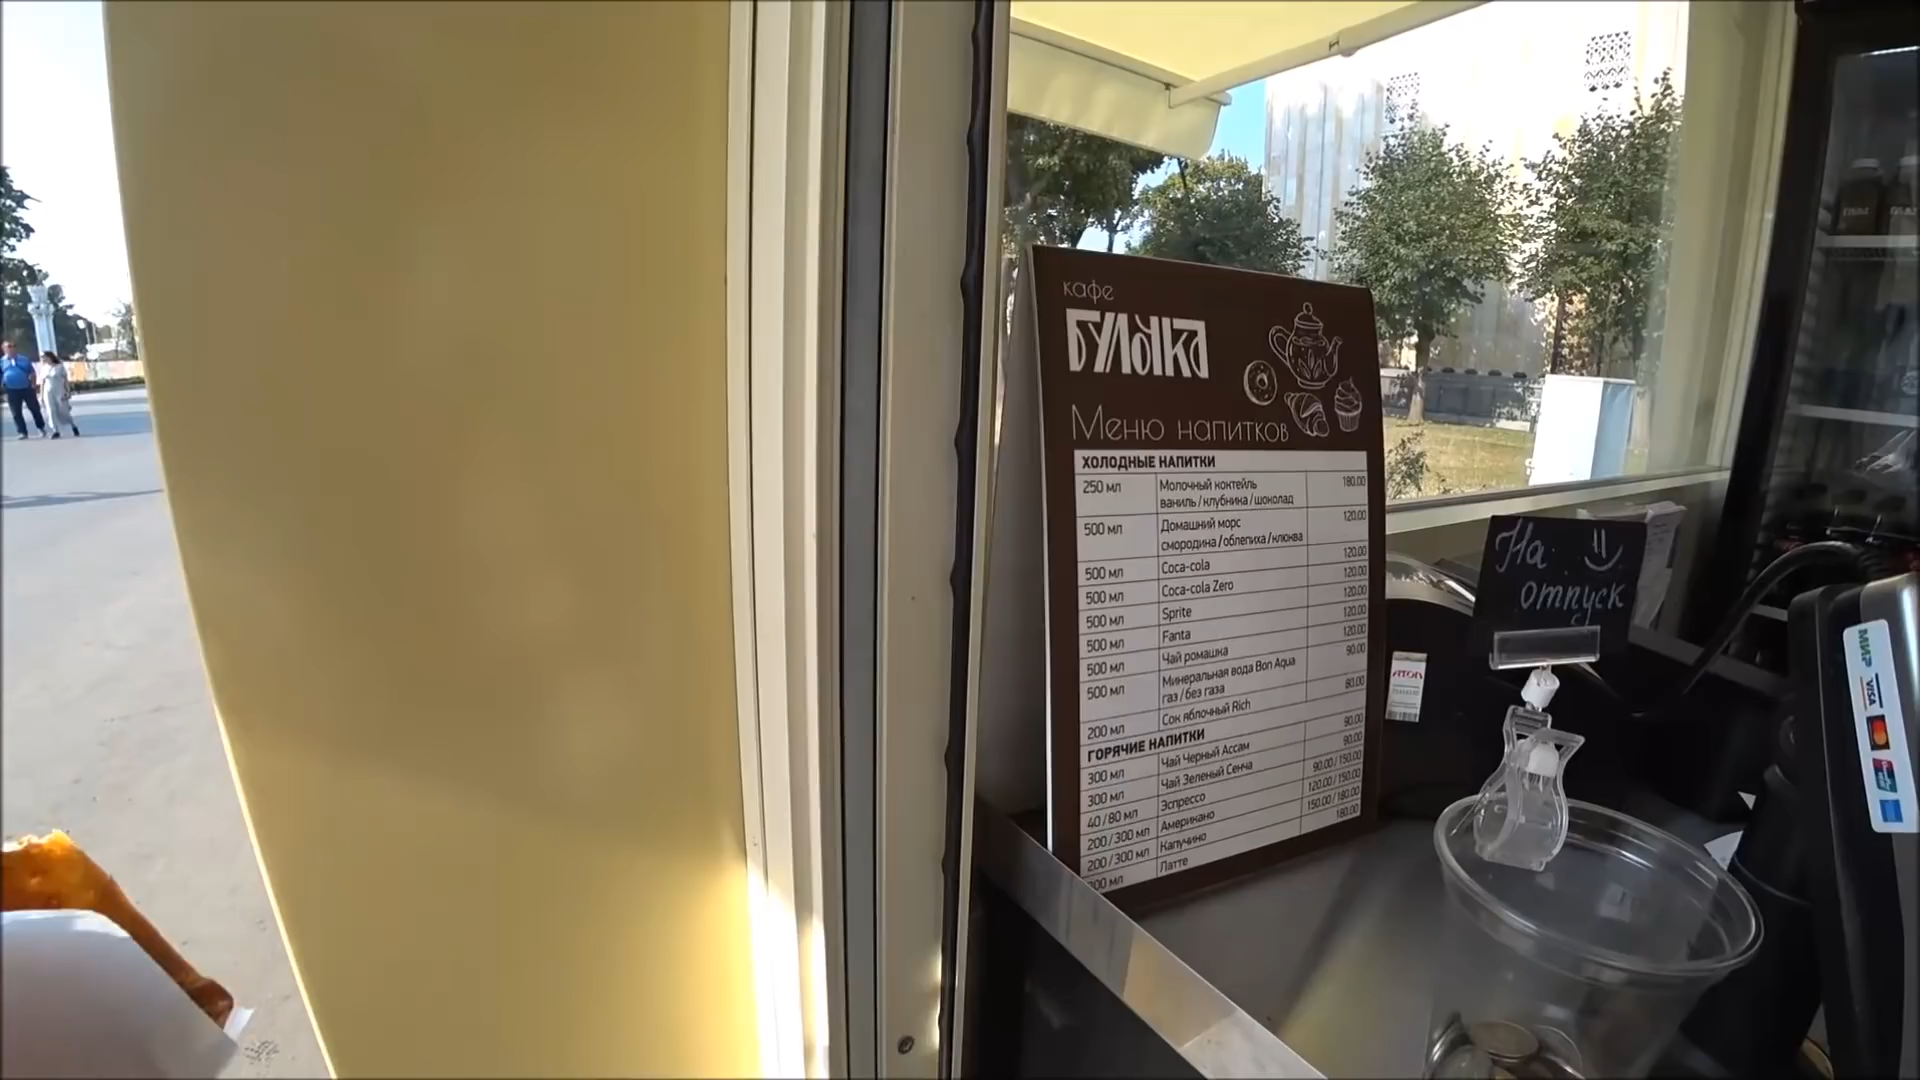 кафе
БУЛЧКА
Меню напитков
ХОЛОДНЫЕ НАПИТКИ
250 мл Молочный коктейль 180.00
ваниль / клубника / шоколад
500 мл Домашний морс 120.00
смородина / облепиха / клюква
500 мл Coca-cola 120.00
500 мл Coca-cola Zero 120.00
500 мл Sprite 120.00
500 мл Fanta 120.00
500 мл Чай ромашка 120.00
500 мл Минеральная вода Bon Aqua 90.00
газ / без газа
200 мл Сок яблочный Rich 80.00
ГОРЯЧИЕ НАПИТКИ
300 мл Чай Черный Ассам 90.00
300 мл Чай Зеленый Сенча 90.00
40 / 80 мл Эспрессо 90.00 / 150.00
200 / 300 мл Американо 120.00 / 150.00
200 / 300 мл Капучино 150.00 / 180.00
300 мл Латте 180.00
На
отпуск
МИР
VISA